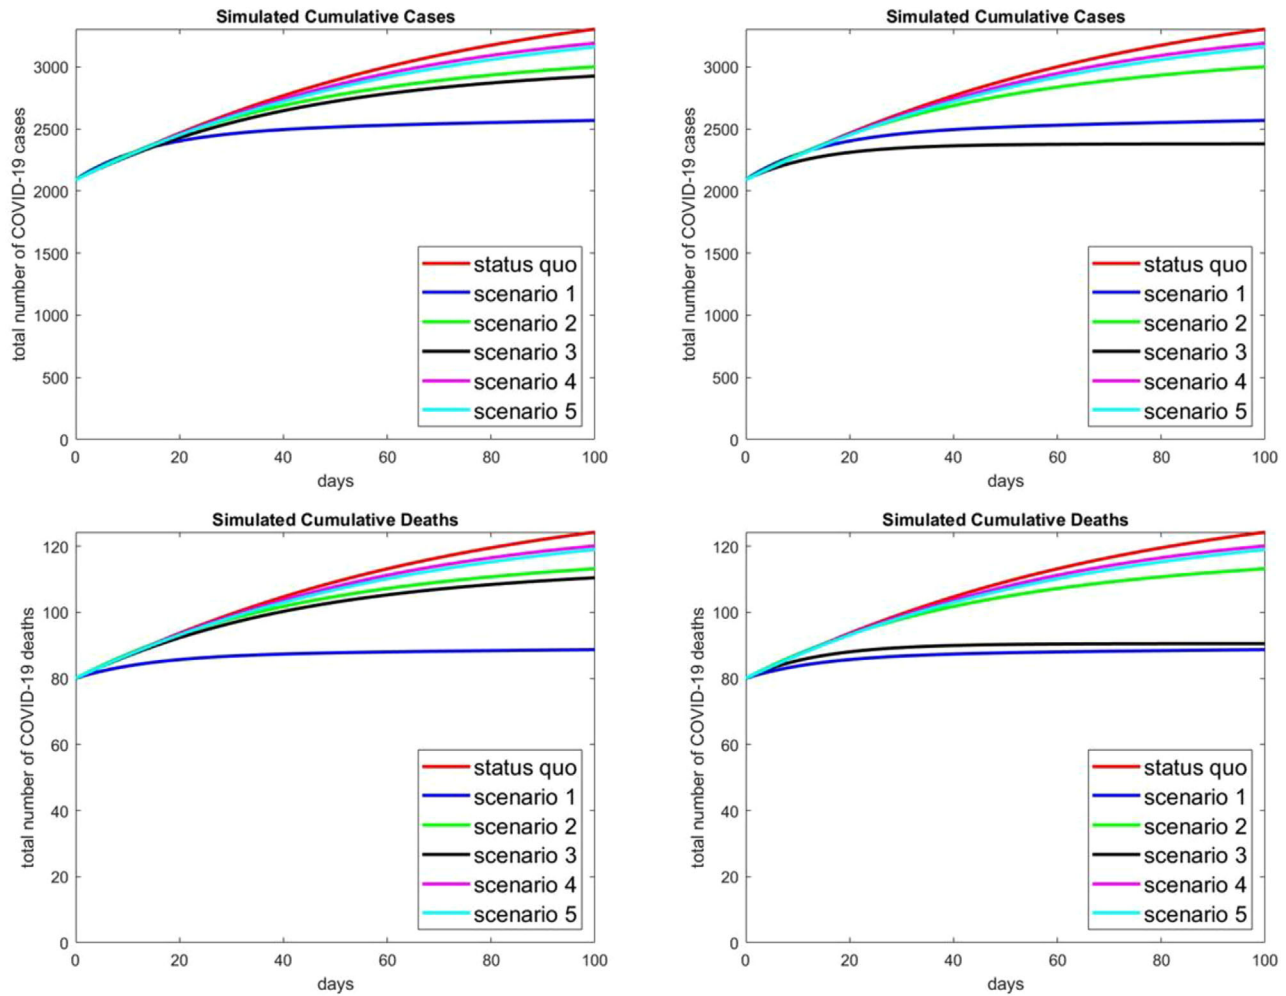 Simulated Cumulative Cases
total number of COVID-19 cases
3000
2500
2000
1500
1000
500
0
0 20 40 60 80 100
days
status quo
scenario 1
scenario 2
scenario 3
scenario 4
scenario 5
Simulated Cumulative Cases
total number of COVID-19 cases
3000
2500
2000
1500
1000
500
0
0 20 40 60 80 100
days
status quo
scenario 1
scenario 2
scenario 3
scenario 4
scenario 5
Simulated Cumulative Deaths
total number of COVID-19 deaths
120
100
80
60
40
20
0
0 20 40 60 80 100
days
status quo
scenario 1
scenario 2
scenario 3
scenario 4
scenario 5
Simulated Cumulative Deaths
total number of COVID-19 deaths
120
100
80
60
40
20
0
0 20 40 60 80 100
days
status quo
scenario 1
scenario 2
scenario 3
scenario 4
scenario 5